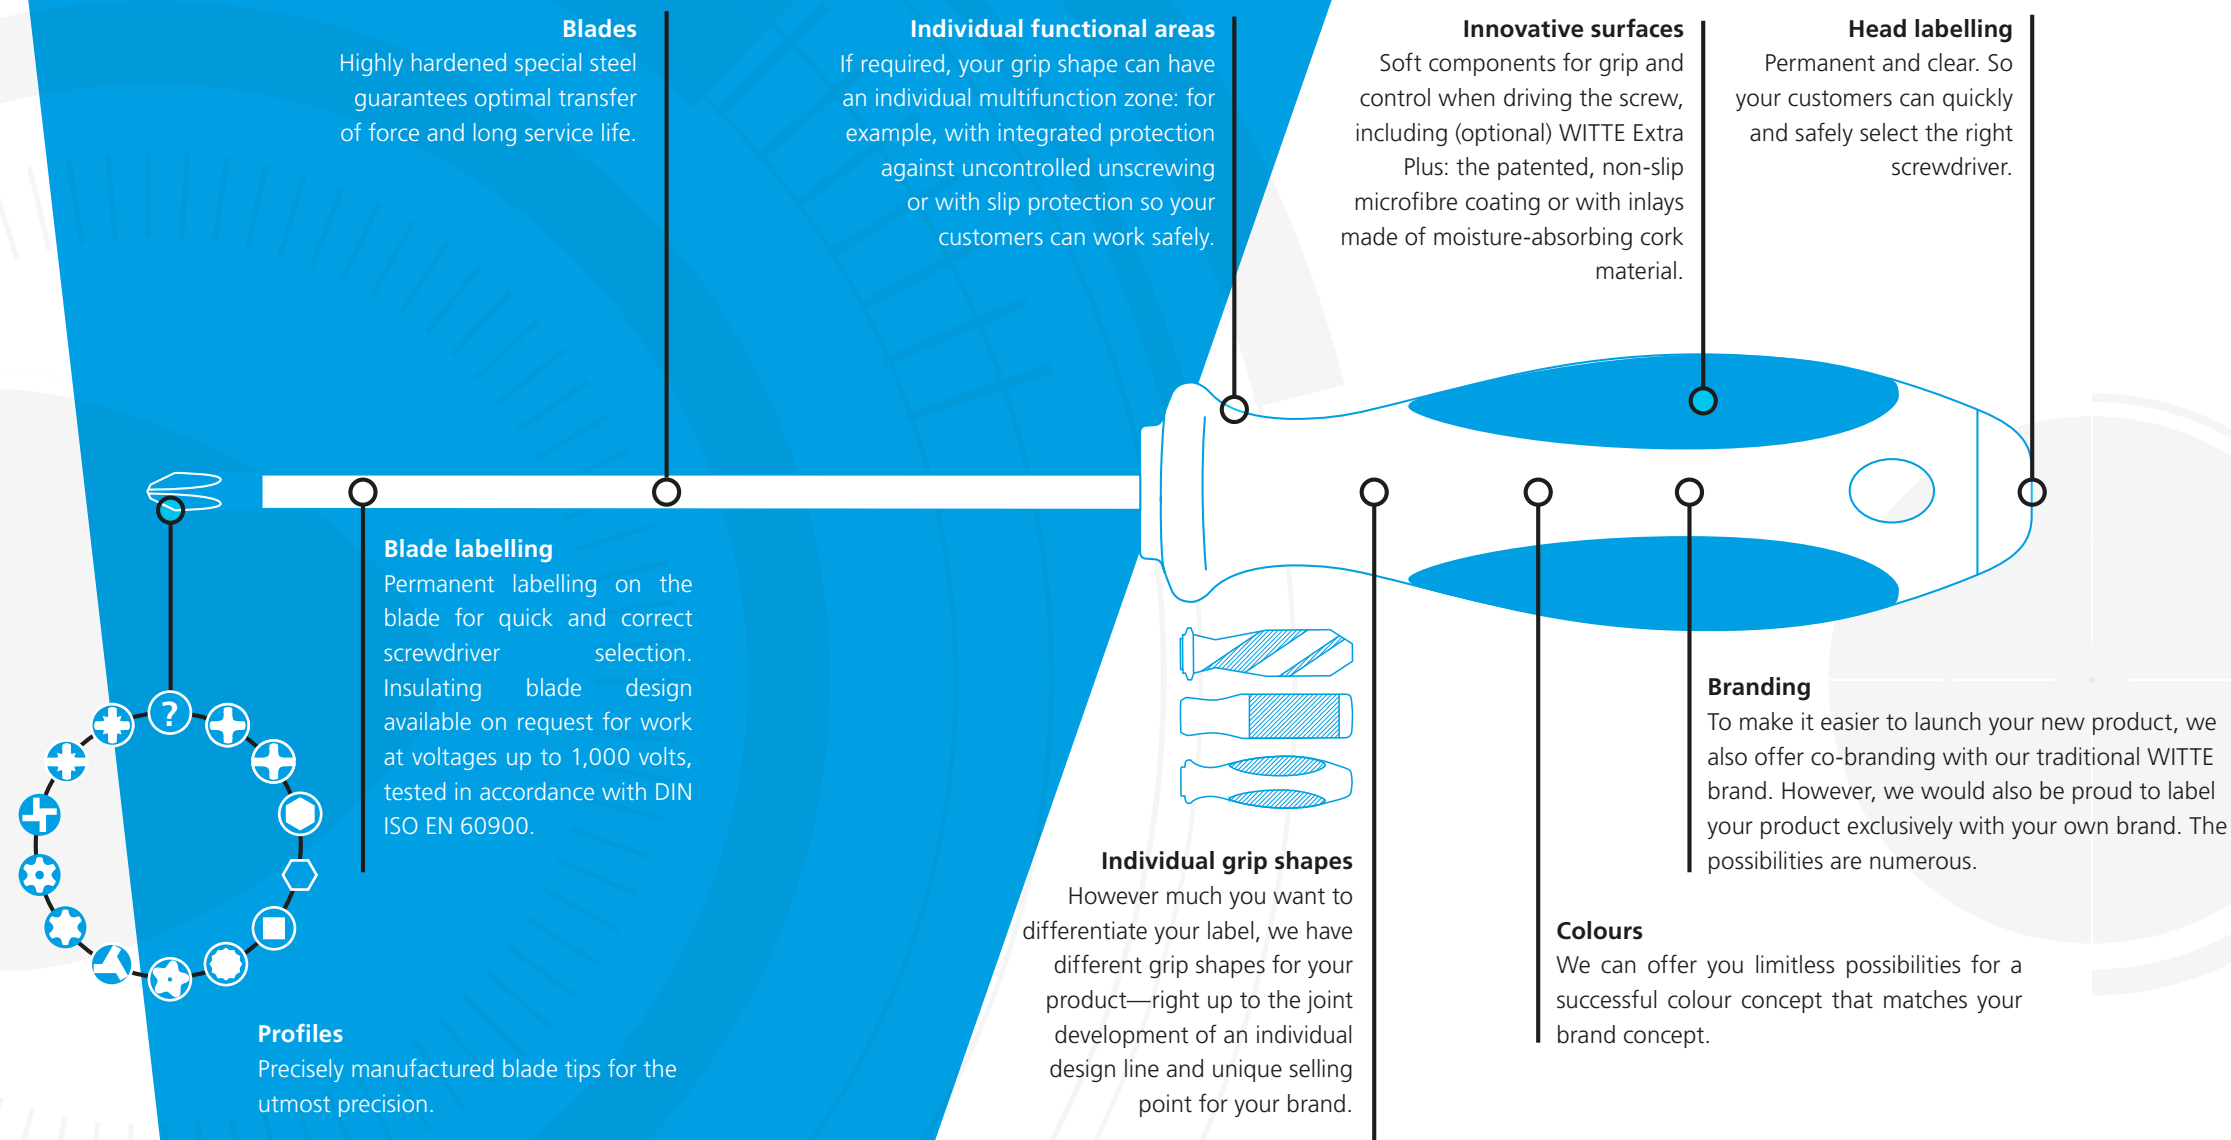 Blades
Highly hardened special steel
guarantees optimal transfer
of force and long service life.
Individual functional areas
If required, your grip shape can have
an individual multifunction zone: for
example, with integrated protection
against uncontrolled unscrewing
or with slip protection so your
customers can work safely.
Innovative surfaces
Soft components for grip and
control when driving the screw,
including (optional) WITTE Extra
Plus: the patented, non-slip
microfibre coating or with inlays
made of moisture-absorbing cork
material.
Head labelling
Permanent and clear. So
your customers can quickly
and safely select the right
screwdriver.
Blade labelling
Permanent labelling on the
blade for quick and correct
screwdriver selection.
Insulating blade design
available on request for work
at voltages up to 1,000 volts,
tested in accordance with DIN
ISO EN 60900.
?
Profiles
Precisely manufactured blade tips for the
utmost precision.
Individual grip shapes
However much you want to
differentiate your label, we have
different grip shapes for your
product—right up to the joint
development of an individual
design line and unique selling
point for your brand.
Branding
To make it easier to launch your new product, we
also offer co-branding with our traditional WITTE
brand. However, we would also be proud to label
your product exclusively with your own brand. The
possibilities are numerous.
Colours
We can offer you limitless possibilities for a
successful colour concept that matches your
brand concept.